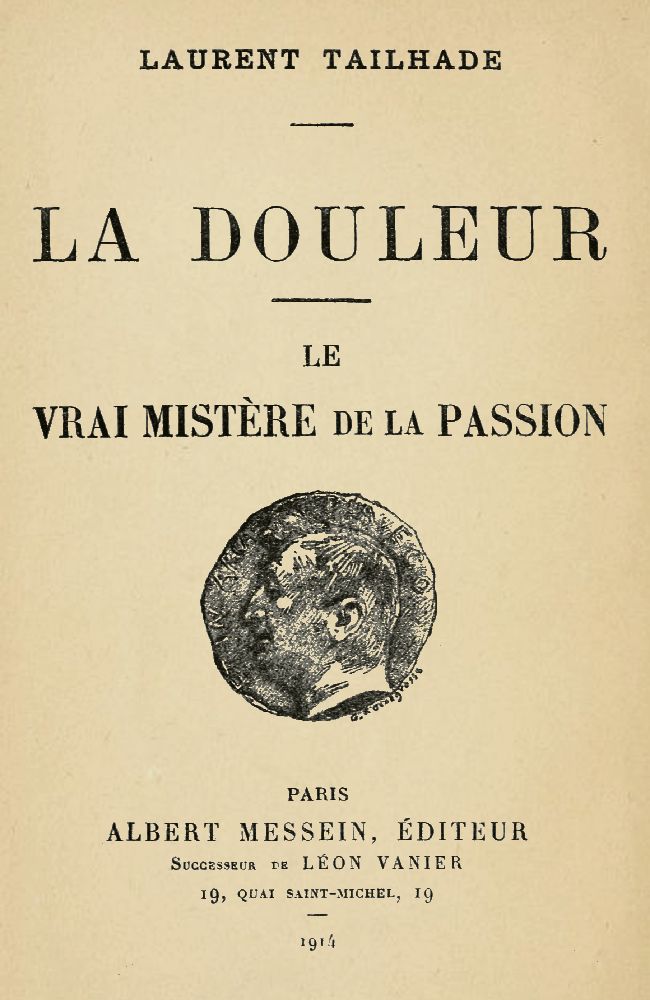 LAURENT TAILHADE
LA DOULEUR
LE
VRAI MISTÈRE DE LA PASSION
PARIS
ALBERT MESSEIN, ÉDITEUR
SUCCESSEUR DE LÉON VANIER
19, QUAI SAINT-MICHEL, 19
1914